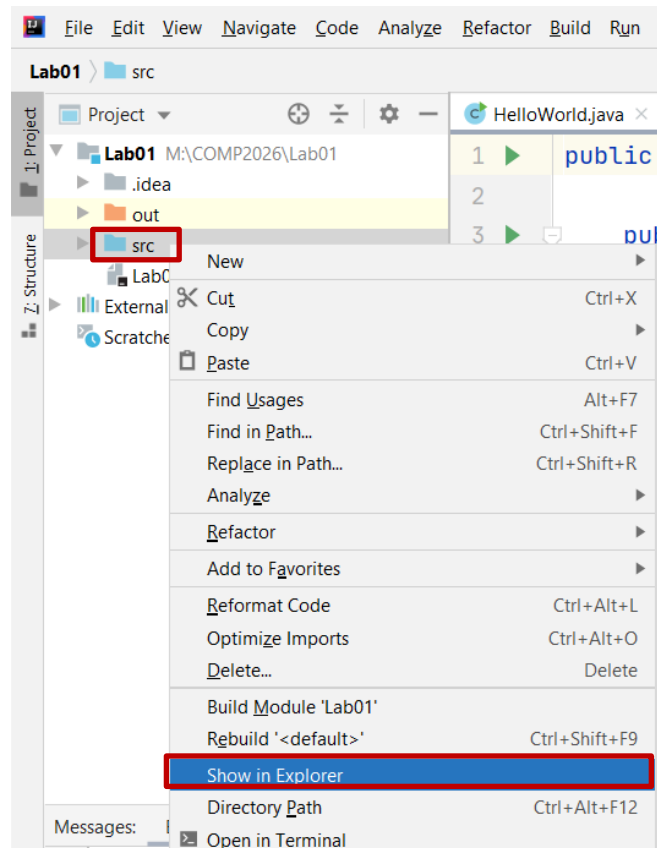 File Edit View Navigate Code Analyze Refactor Build Run
Lab01 src
1: Project
7: Structure
Project
HelloWorld.java
Lab01 M:\COMP2026\Lab01
.idea
out
src
Lab0
External
Scratche
1 public
2
3 pu
New
Cut Ctrl+X
Copy
Paste Ctrl+V
Find Usages Alt+F7
Find in Path... Ctrl+Shift+F
Replace in Path... Ctrl+Shift+R
Analyze
Refactor
Add to Favorites
Reformat Code Ctrl+Alt+L
Optimize Imports Ctrl+Alt+O
Delete... Delete
Build Module 'Lab01'
Rebuild '<default>' Ctrl+Shift+F9
Show in Explorer
Directory Path Ctrl+Alt+F12
Open in Terminal
Messages: